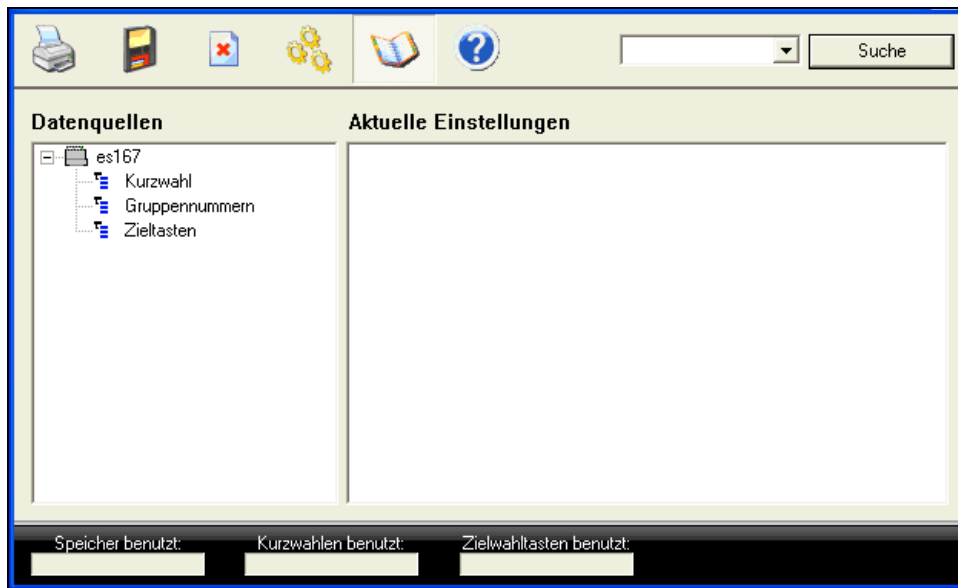 Suche
Datenquellen
Aktuelle Einstellungen
es167
Kurzwahl
Gruppennummern
Zieltasten
Speicher benutzt:
Kurzwahlen benutzt:
Zielwahltasten benutzt: